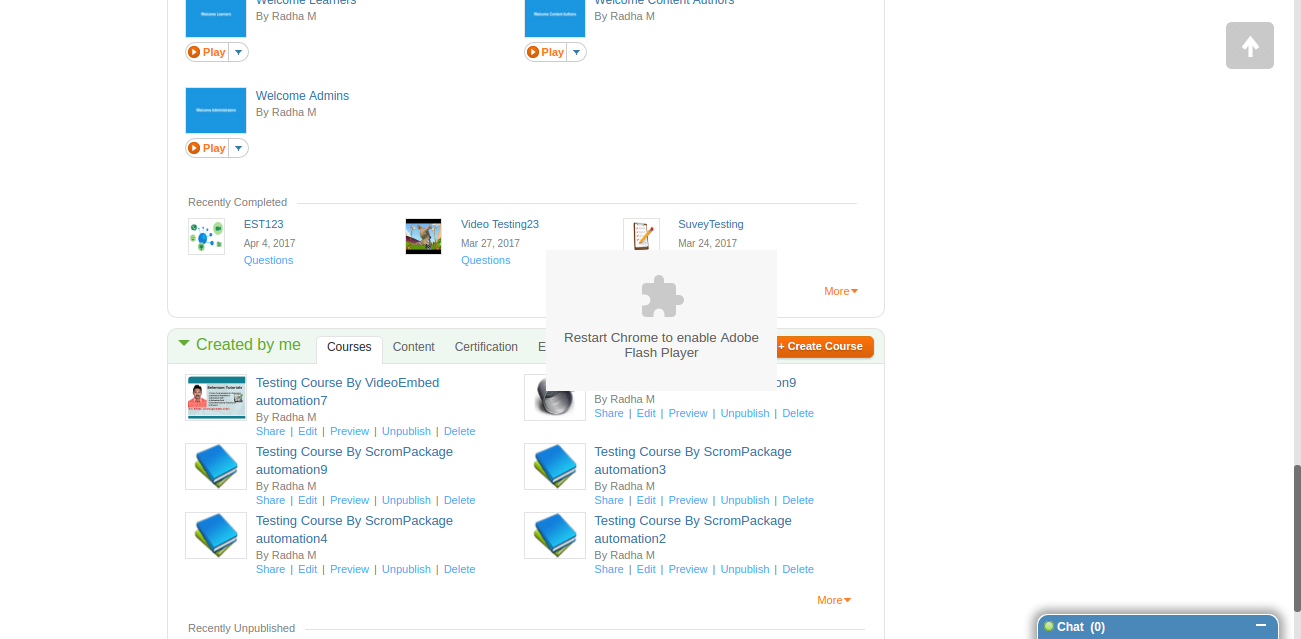 Welcome Learners
By Radha M
Play
Welcome Content Authors
By Radha M
Play
Welcome Admins
By Radha M
Play
Recently Completed
EST123
Apr 4, 2017
Questions
Video Testing23
Mar 27, 2017
Questions
SuveyTesting
Mar 24, 2017
More
Restart Chrome to enable Adobe
Flash Player
Created by me
Courses
Content
Certification
E
+ Create Course
Testing Course By VideoEmbed
automation7
By Radha M
Share | Edit | Preview | Unpublish | Delete
on9
By Radha M
Share | Edit | Preview | Unpublish | Delete
Testing Course By ScromPackage
automation9
By Radha M
Share | Edit | Preview | Unpublish | Delete
Testing Course By ScromPackage
automation3
By Radha M
Share | Edit | Preview | Unpublish | Delete
Testing Course By ScromPackage
automation4
By Radha M
Share | Edit | Preview | Unpublish | Delete
Testing Course By ScromPackage
automation2
By Radha M
Share | Edit | Preview | Unpublish | Delete
More
Recently Unpublished
Chat (0)